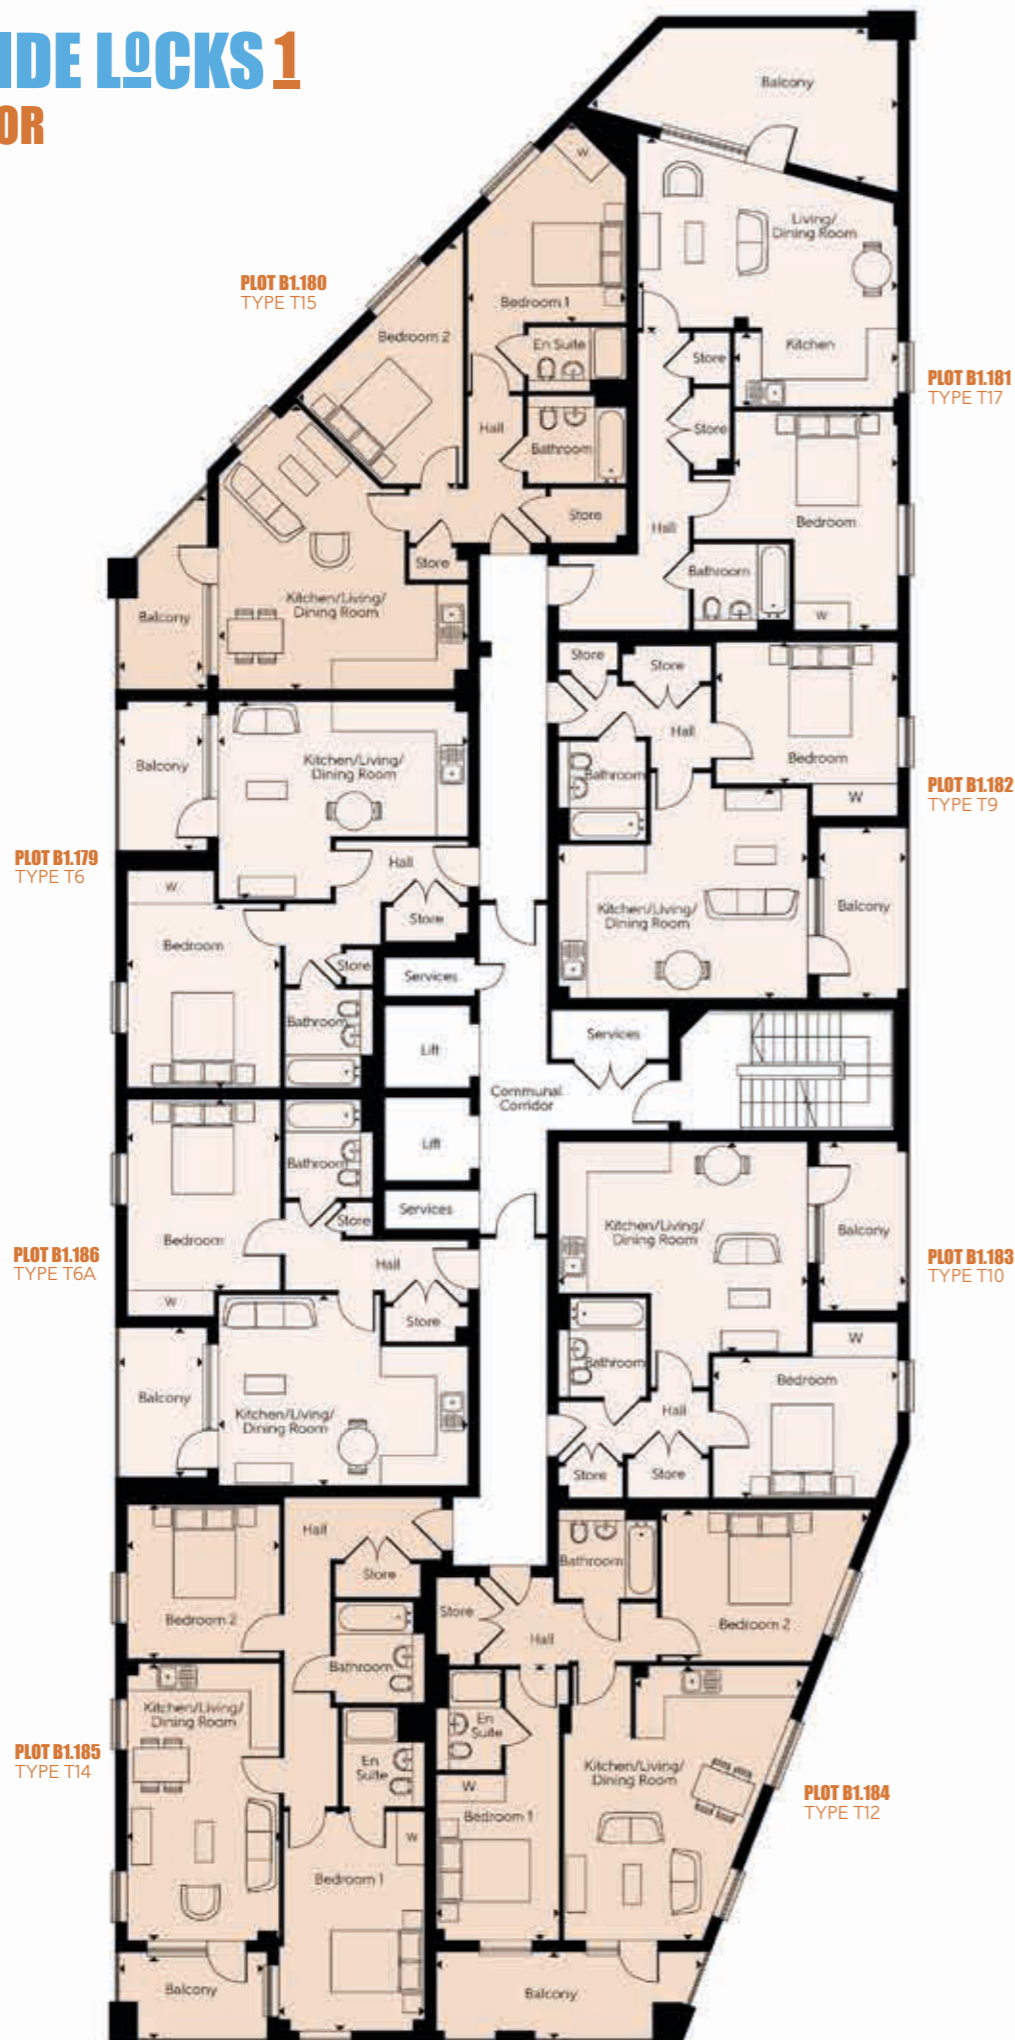 IDE LOCKS 1
OR
Balcony
W
Living/
Dining Room
PLOT B1.180
TYPE T15
Bedroom 1
Bedroom 2
En Suite
Kitchen
Store
PLOT B1.181
TYPE T17
Hall
Store
Bathroom
Store
Bedroom
Hall
Store
Bathroom
Kitchen/Living/
Dining Room
Balcony
W
Store
Store
Hall
Bedroom
Balcony
Kitchen/Living/
Dining Room
Bathroom
W
PLOT B1.182
TYPE T9
PLOT B1.179
TYPE T6
Hall
W
Store
Kitchen/Living/
Dining Room
Balcony
Bedroom
Store
Services
Bathroom
Services
Lift
Communal
Corridor
Lift
Bathroom
Store
Services
Kitchen/Living/
Dining Room
Balcony
PLOT B1.186
TYPE T6A
Bedroom
PLOT B1.183
TYPE T10
Hall
W
Store
W
Bathroom
Bedroom
Balcony
Kitchen/Living/
Dining Room
Hall
Store
Store
Hall
Bathroom
Store
Bedroom 2
Store
Hall
Bedroom 2
Bathroom
Kitchen/Living/
Dining Room
En
Suite
PLOT B1.185
TYPE T14
En
Suite
Kitchen/Living/
Dining Room
W
PLOT B1.184
TYPE T12
Bedroom 1
W
Bedroom 1
Balcony
Balcony